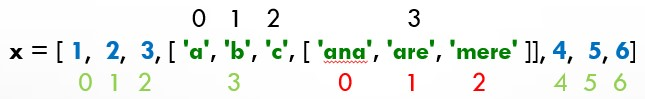 0 1 2 3
x = [ 1, 2, 3, [ 'a', 'b', 'c', [ 'ana', 'are', 'mere' ]], 4, 5, 6]
0 1 2 3 0 1 2 4 5 6